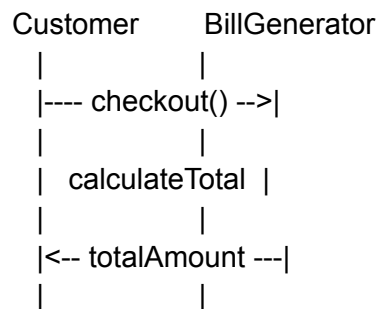 Customer BillGenerator
| |
|---- checkout() -->|
| |
| calculateTotal |
| |
|<-- totalAmount ---|
| |